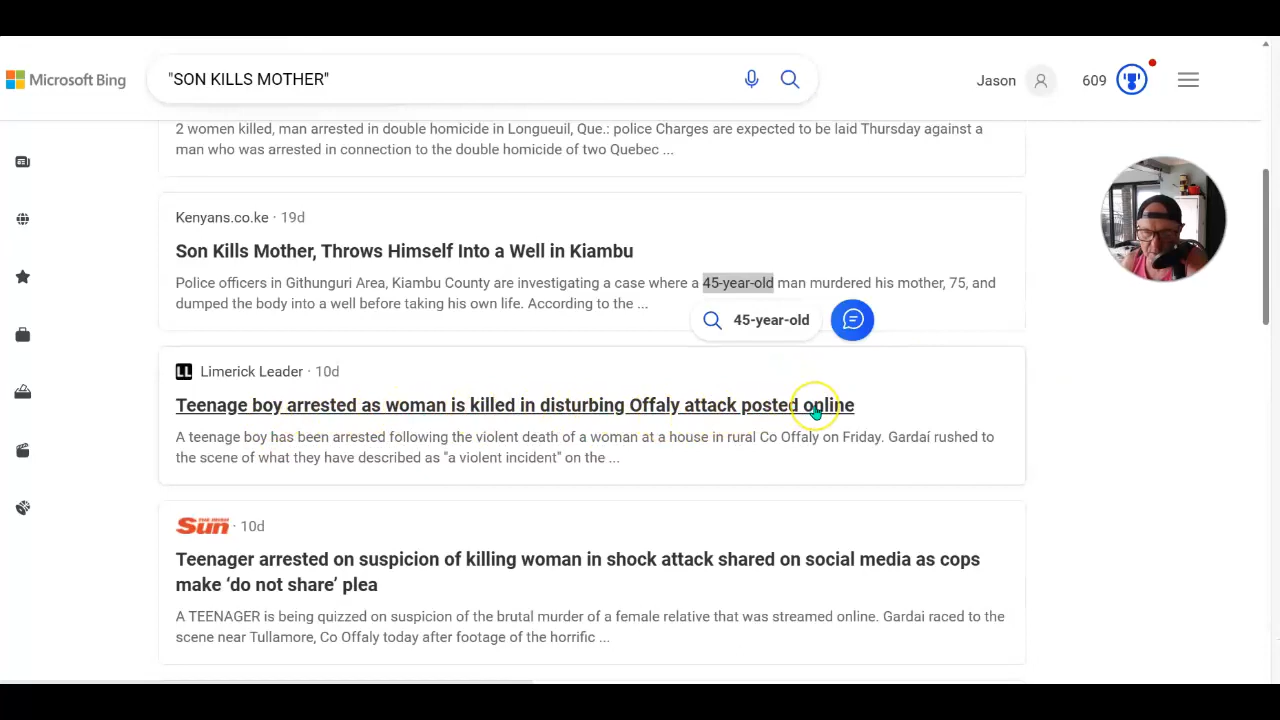 Microsoft Bing
"SON KILLS MOTHER"
Jason
609
2 women killed, man arrested in double homicide in Longueuil, Que.: police Charges are expected to be laid Thursday against a
man who was arrested in connection to the double homicide of two Quebec ...
Kenyans.co.ke · 19d
Son Kills Mother, Throws Himself Into a Well in Kiambu
Police officers in Githunguri Area, Kiambu County are investigating a case where a 45-year-old man murdered his mother, 75, and
dumped the body into a well before taking his own life. According to the ...
45-year-old
LL Limerick Leader · 10d
Teenage boy arrested as woman is killed in disturbing Offaly attack posted online
A teenage boy has been arrested following the violent death of a woman at a house in rural Co Offaly on Friday. Gardaí rushed to
the scene of what they have described as "a violent incident" on the ...
THE IRISH Sun · 10d
Teenager arrested on suspicion of killing woman in shock attack shared on social media as cops
make ‘do not share’ plea
A TEENAGER is being quizzed on suspicion of the brutal murder of a female relative that was streamed online. Gardai raced to the
scene near Tullamore, Co Offaly today after footage of the horrific ...